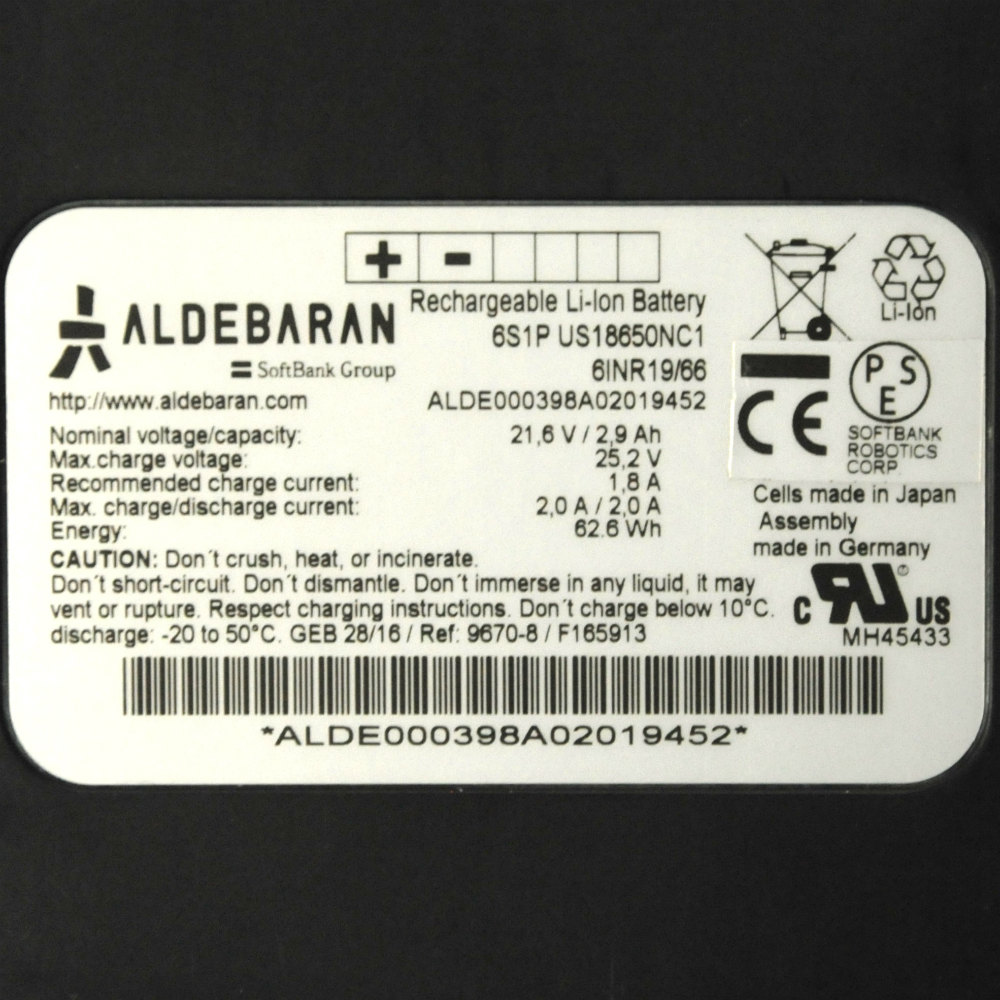 + -
ALDEBARAN
SoftBank Group
http://www.aldebaran.com
Rechargeable Li-Ion Battery
6S1P US18650NC1
6INR19/66
ALDE000398A02019452
Li-Ion
CE
PSE
SOFTBANK
ROBOTICS
CORP.
Nominal voltage/capacity: 21,6 V / 2,9 Ah
Max.charge voltage: 25,2 V
Recommended charge current: 1,8 A
Max. charge/discharge current: 2,0 A / 2,0 A
Energy: 62.6 Wh
Cells made in Japan
Assembly
made in Germany
CAUTION: Don´t crush, heat, or incinerate.
Don´t short-circuit. Don´t dismantle. Don´t immerse in any liquid, it may
vent or rupture. Respect charging instructions. Don´t charge below 10°C.
discharge: -20 to 50°C. GEB 28/16 / Ref: 9670-8 / F165913
C RU® US
MH45433
*ALDE000398A02019452*